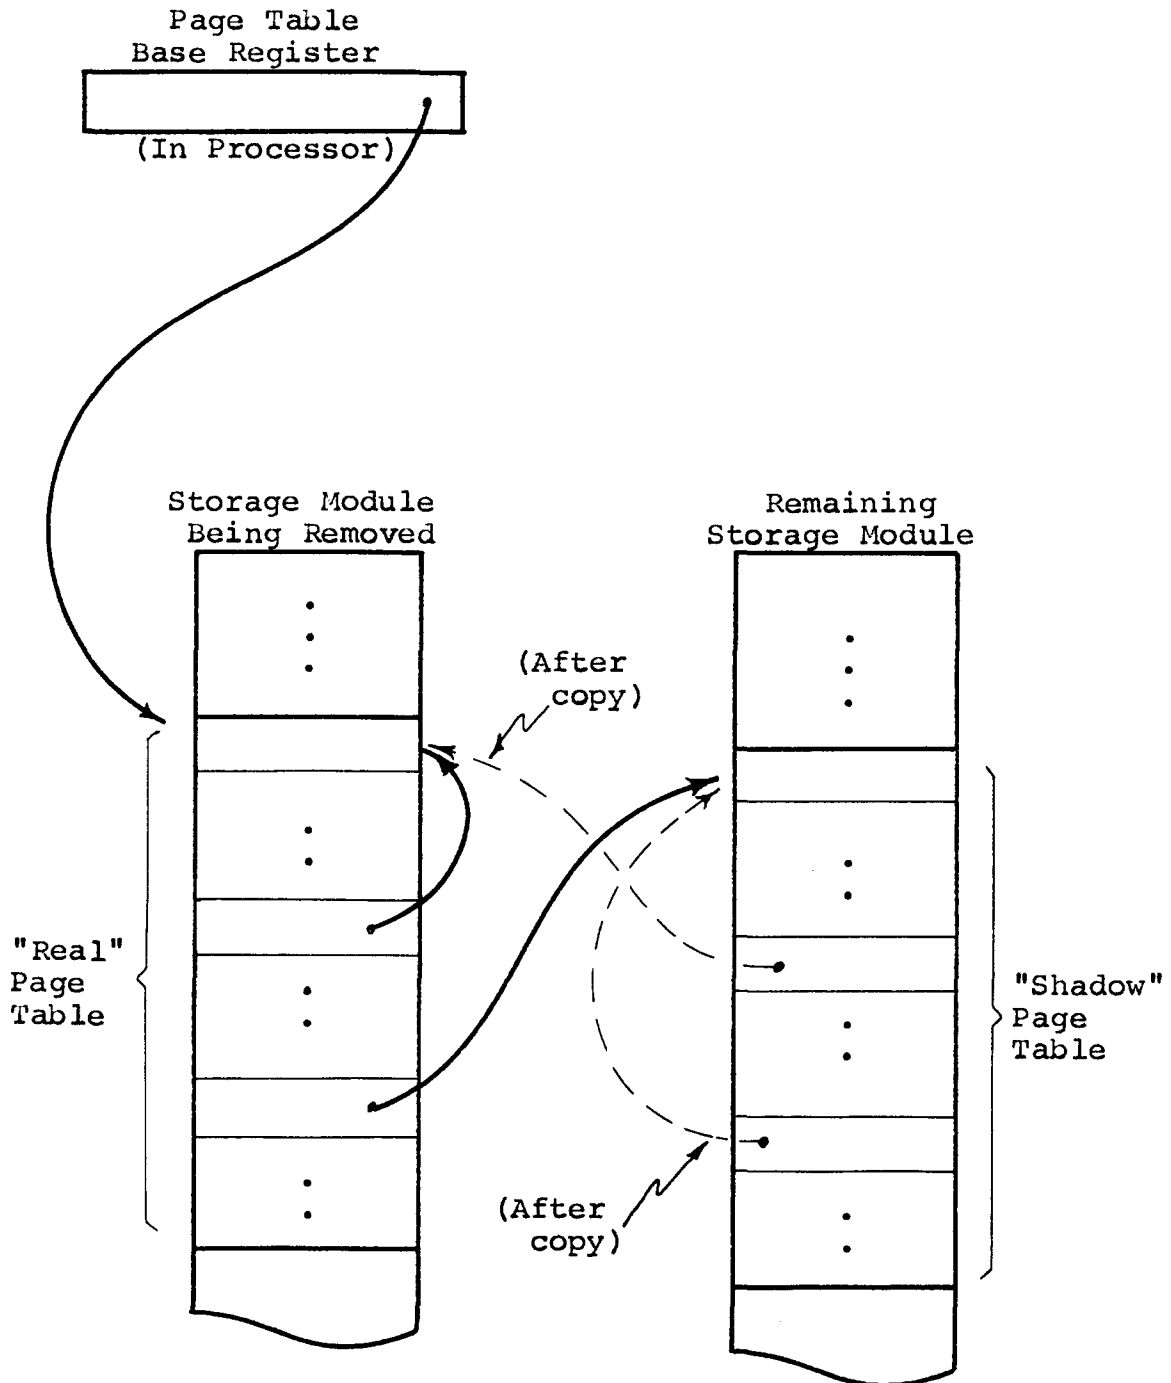 Page Table
Base Register
(In Processor)
Storage Module
Being Removed
Remaining
Storage Module
(After
copy)
"Real"
Page
Table
"Shadow"
Page
Table
(After
copy)